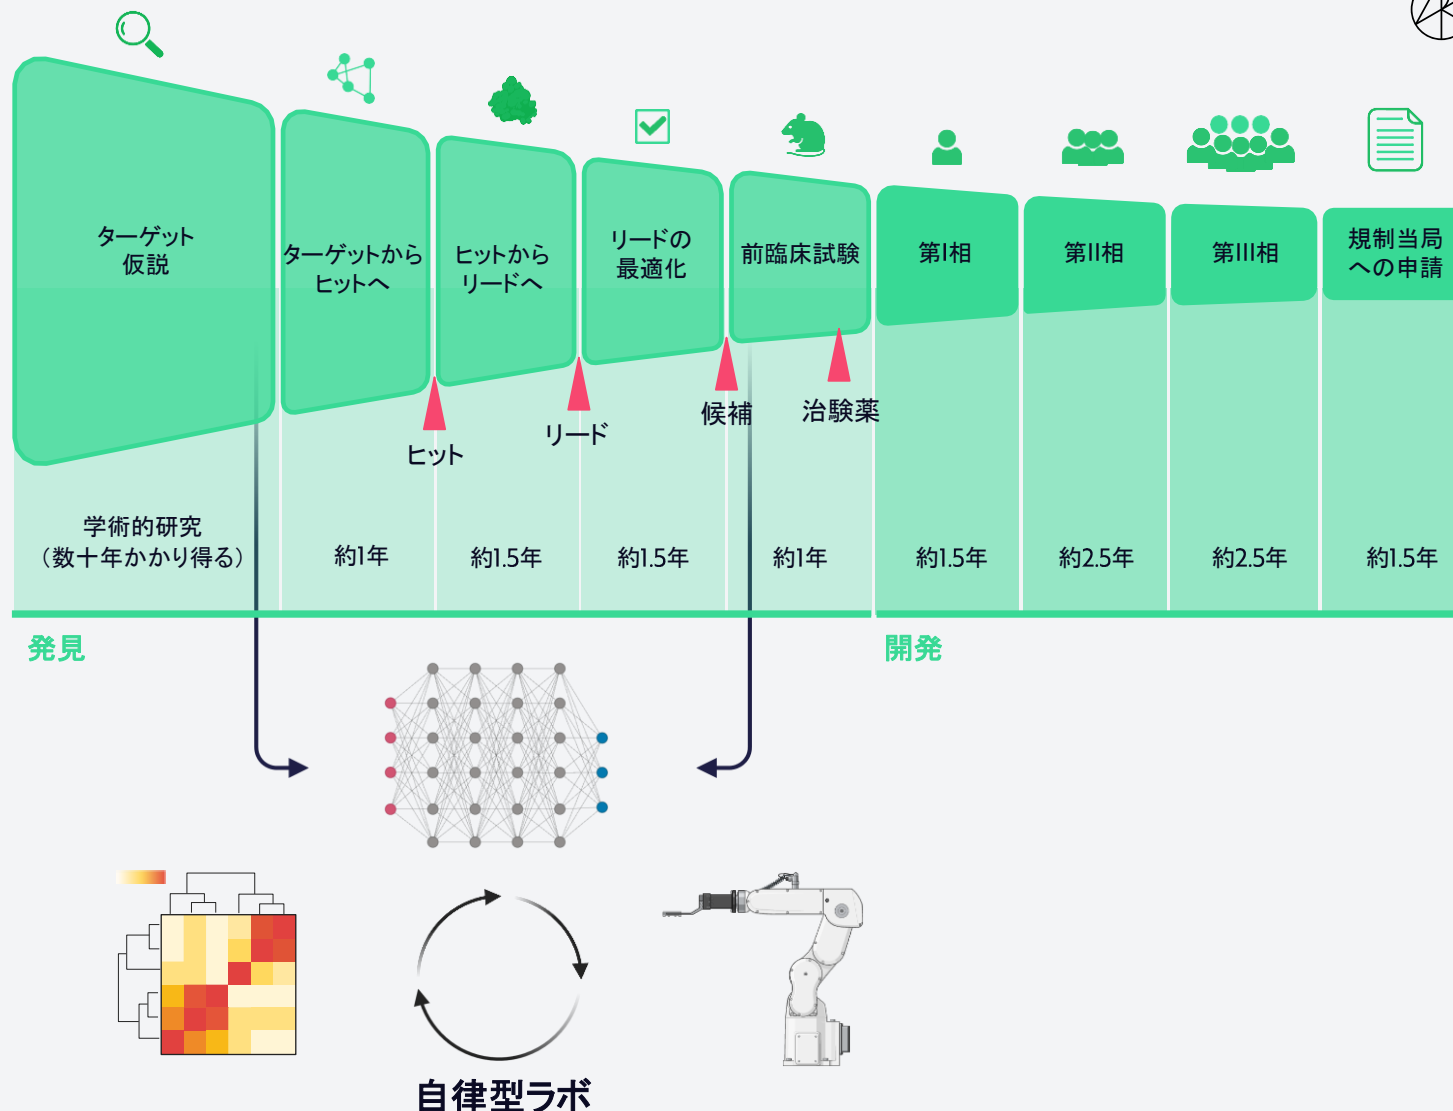 ターゲット
仮説
ターゲットから
ヒットへ
ヒットから
リードへ
リードの
最適化
前臨床試験
第I相
第II相
第III相
規制当局
への申請
ヒット
リード
候補
治験薬
学術的研究
（数十年かかり得る）
約1年
約1.5年
約1.5年
約1年
約1.5年
約2.5年
約2.5年
約1.5年
発見
開発
自律型ラボ